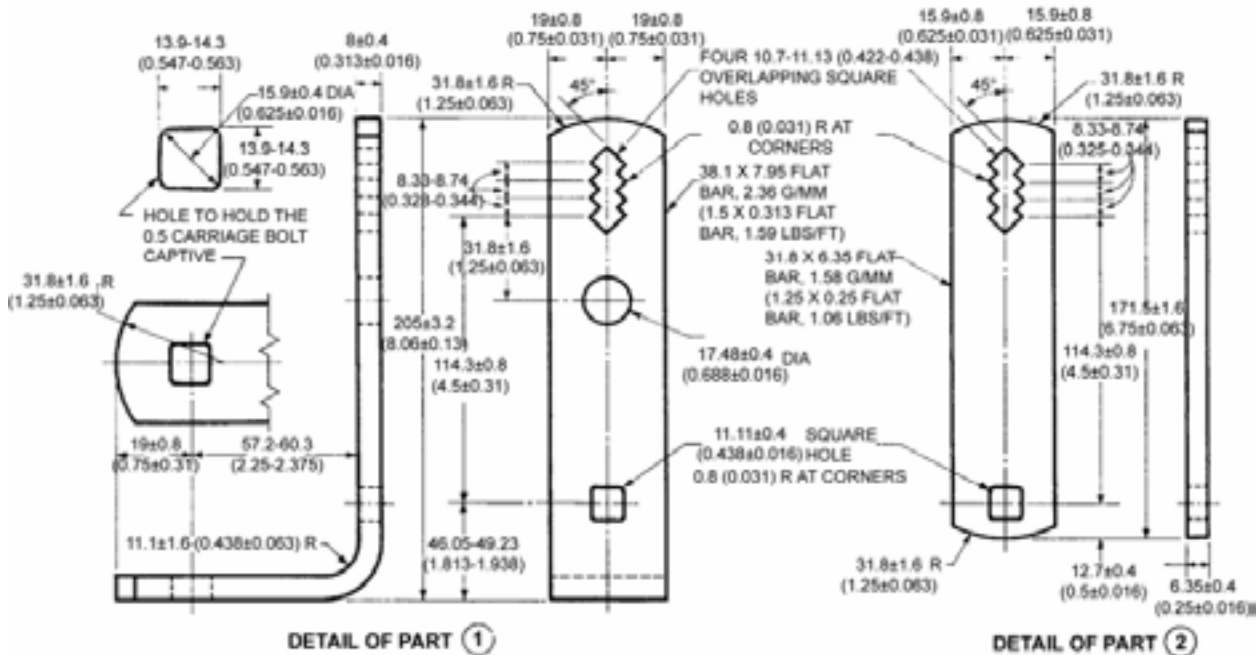 13.9-14.3
(0.547-0.563)
15.9±0.4 DIA
(0.625±0.016)
13.9-14.3
(0.547-0.563)
HOLE TO HOLD THE
0.5 CARRIAGE BOLT
CAPTIVE
31.8±1.6 R
(1.25±0.063)
19±0.8
(0.75±0.31)
57.2-60.3
(2.25-2.375)
11.1±1.6-(0.438±0.063) R
8±0.4
(0.313±0.016)
205±3.2
(8.06±0.13)
DETAIL OF PART 1
19±0.8
(0.75±0.031)
19±0.8
(0.75±0.031)
31.8±1.6 R
(1.25±0.063)
45°
8.33-8.74
(0.328-0.344)
31.8±1.6
(1.25±0.063)
114.3±0.8
(4.5±0.31)
46.05-49.23
(1.813-1.938)
FOUR 10.7-11.13 (0.422-0.438)
OVERLAPPING SQUARE
HOLES
0.8 (0.031) R AT
CORNERS
38.1 X 7.95 FLAT
BAR, 2.36 G/MM
(1.5 X 0.313 FLAT
BAR, 1.59 LBS/FT)
31.8 X 6.35 FLAT
BAR, 1.58 G/MM
(1.25 X 0.25 FLAT
BAR, 1.06 LBS/FT)
17.48±0.4 DIA
(0.688±0.016)
11.11±0.4 SQUARE
(0.438±0.016) HOLE
0.8 (0.031) R AT CORNERS
15.9±0.8
(0.625±0.031)
15.9±0.8
(0.625±0.031)
45°
31.8±1.6 R
(1.25±0.063)
8.33-8.74
(0.325-0.344)
171.5±1.6
(6.75±0.063)
114.3±0.8
(4.5±0.31)
31.8±1.6 R
(1.25±0.063)
12.7±0.4
(0.5±0.016)
6.35±0.4
(0.25±0.016)
DETAIL OF PART 2